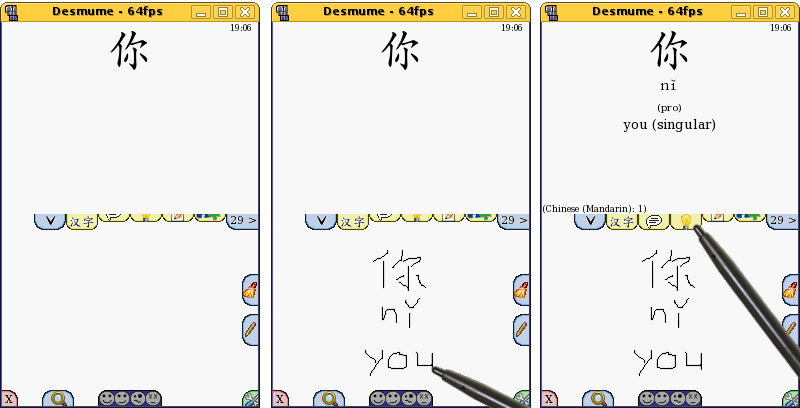 Desmume - 64fps
19:06
你
汉字
29 >
X
Desmume - 64fps
19:06
你
汉字
29 >
你
nǐ
you
X
Desmume - 64fps
19:06
你
nǐ
(pro)
you (singular)
(Chinese (Mandarin): 1)
汉字
29 >
你
nǐ
you
X